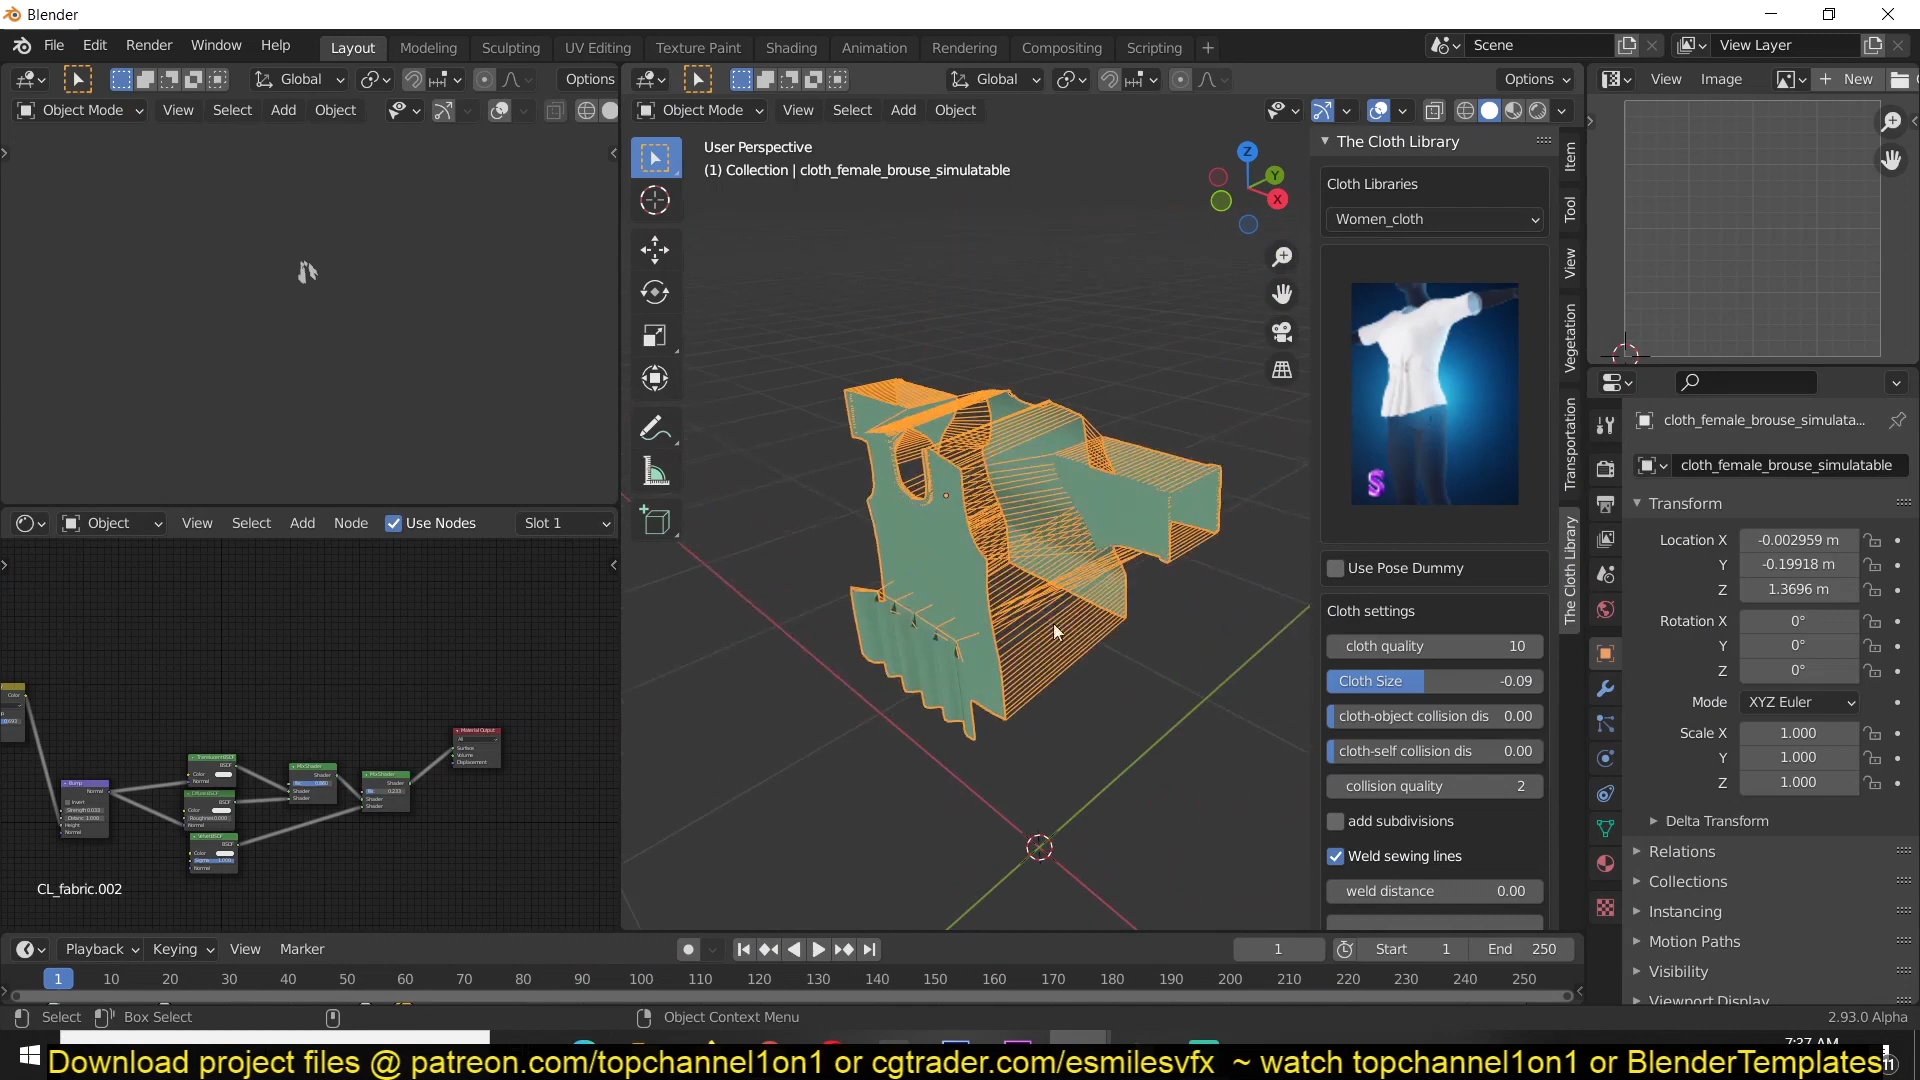 Blender
File Edit Render Window Help Layout Modeling Sculpting UV Editing Texture Paint Shading Animation Rendering Compositing Scripting + Scene View Layer
Global Options Global Options View Image New
Object Mode View Select Add Object Object Mode View Select Add Object
User Perspective
(1) Collection | cloth_female_brouse_simulatable
Z
Y
X
The Cloth Library
Cloth Libraries
Women_cloth
Use Pose Dummy
Cloth settings
cloth quality 10
Cloth Size -0.09
cloth-object collision dis 0.00
cloth-self collision dis 0.00
collision quality 2
add subdivisions
Weld sewing lines
weld distance 0.00
Item
Tool
View
Vegetation
Transportation
The Cloth Library
cloth_female_brouse_simulata...
cloth_female_brouse_simulatable
Transform
Location X -0.002959 m
Y -0.19918 m
Z 1.3696 m
Rotation X 0°
Y 0°
Z 0°
Mode XYZ Euler
Scale X 1.000
Y 1.000
Z 1.000
Delta Transform
Relations
Collections
Instancing
Motion Paths
Visibility
Viewport Display
Object View Select Add Node Use Nodes Slot 1
CL_fabric.002
Playback Keying View Marker 1 Start 1 End 250
1 10 20 30 40 50 60 70 80 90 100 110 120 130 140 150 160 170 180 190 200 210 220 230 240 250
Select Box Select Object Context Menu 2.93.0 Alpha
7:37 AM
Download project files @ patreon.com/topchannel1on1 or cgtrader.com/esmilesvfx ~ watch topchannel1on1 or BlenderTemplates